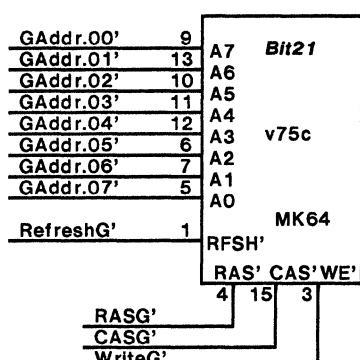 GAddr.00' 9 A7 Bit21
GAddr.01' 13 A6
GAddr.02' 10 A5
GAddr.03' 11 A4
GAddr.04' 12 A3 v75c
GAddr.05' 6 A2
GAddr.06' 7 A1
GAddr.07' 5 A0
MK64
RefreshG' 1 RFSH'
RAS' CAS' WE'
4 15 3
RASG'
CASG'
WriteG'